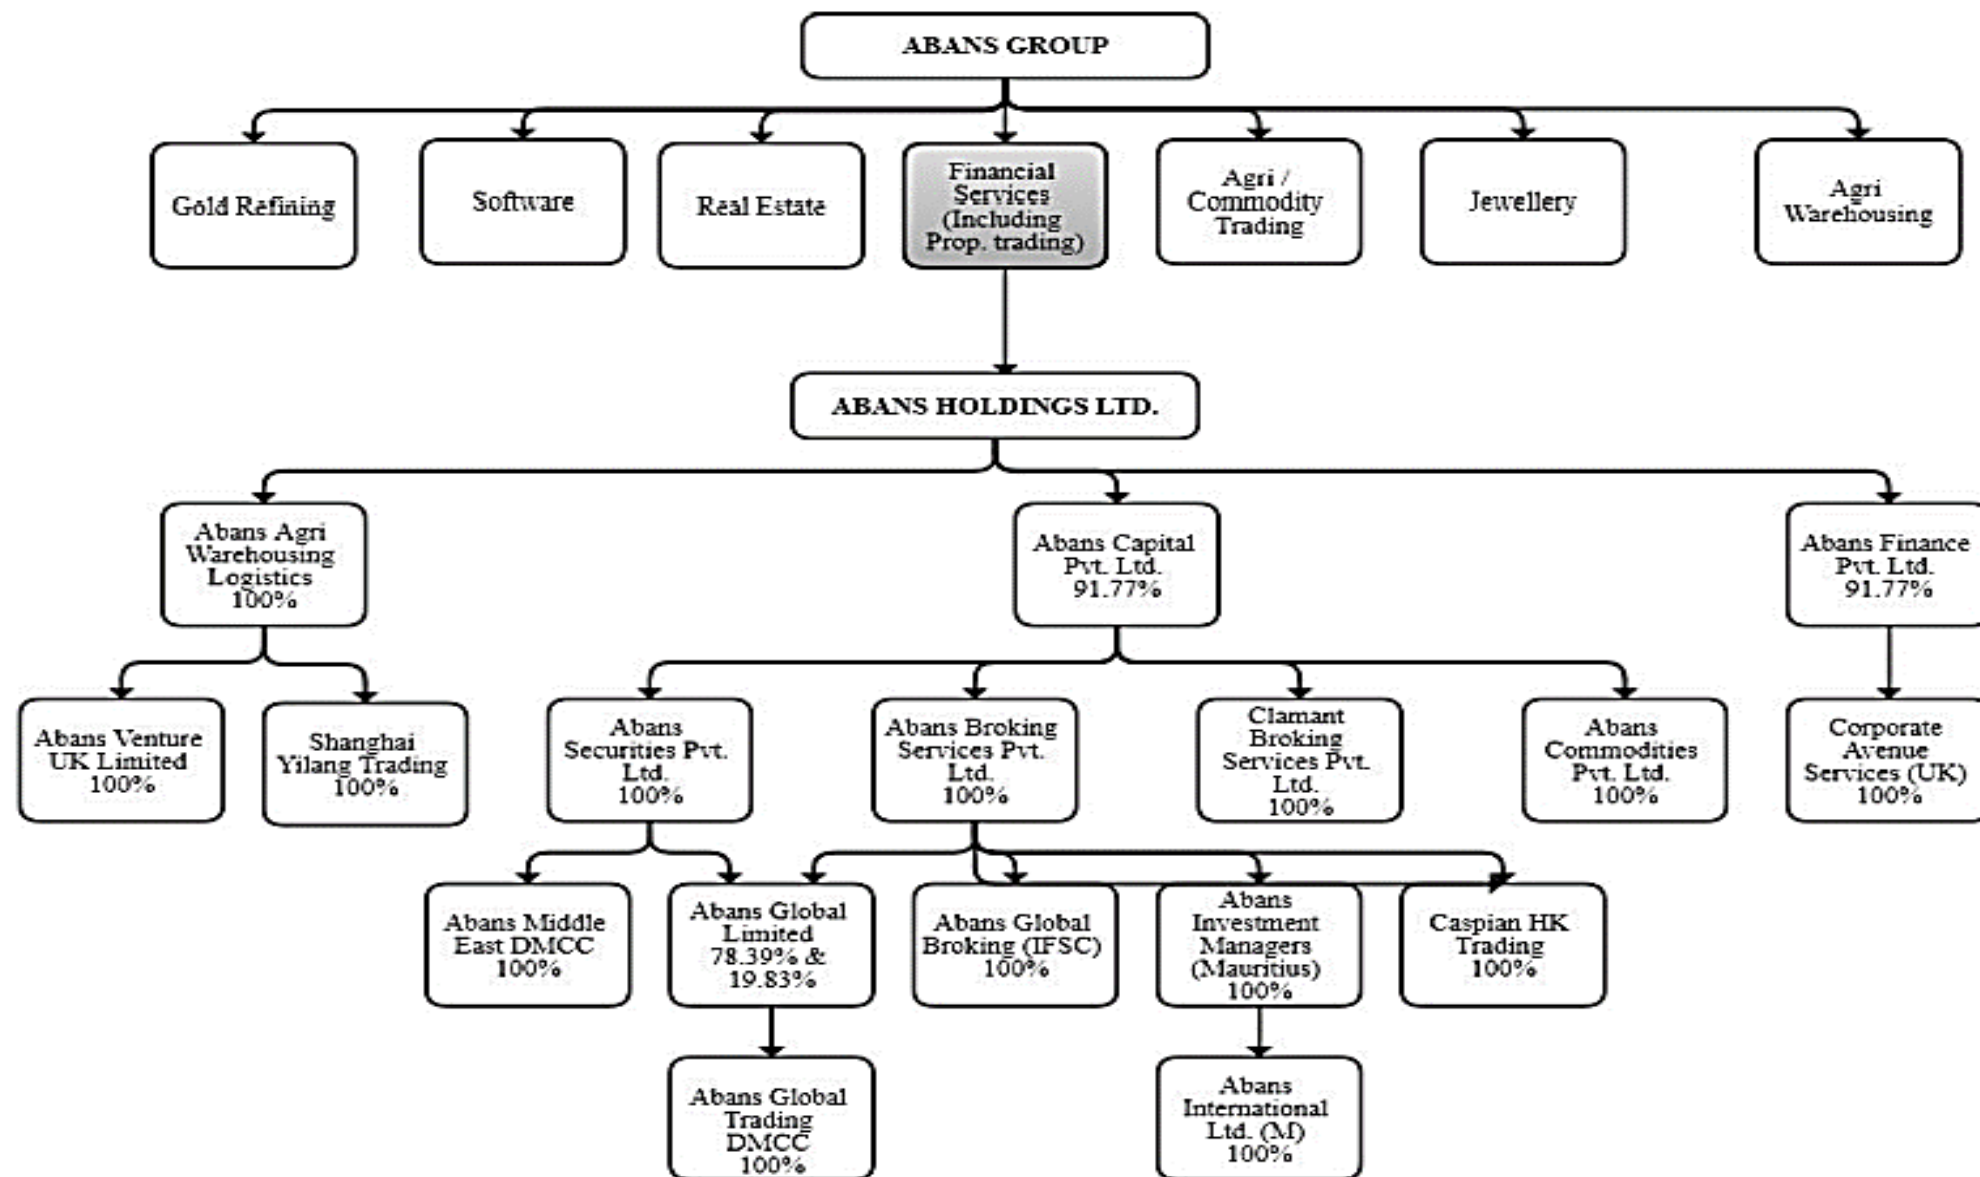 ABANS GROUP
Gold Refining
Software
Real Estate
Financial
Services
(Including
Prop. trading)
Agri /
Commodity
Trading
Jewellery
Agri
Warehousing
ABANS HOLDINGS LTD.
Abans Agri
Warehousing
Logistics
100%
Abans Capital
Pvt. Ltd.
91.77%
Abans Finance
Pvt. Ltd.
91.77%
Abans Venture
UK Limited
100%
Shanghai
Yilang Trading
100%
Abans
Securities Pvt.
Ltd.
100%
Abans Broking
Services Pvt.
Ltd.
100%
Clamant
Broking
Services Pvt.
Ltd.
100%
Abans
Commodities
Pvt. Ltd.
100%
Corporate
Avenue
Services (UK)
100%
Abans Middle
East DMCC
100%
Abans Global
Limited
78.39% &
19.83%
Abans Global
Broking (IFSC)
100%
Abans
Investment
Managers
(Mauritius)
100%
Caspian HK
Trading
100%
Abans Global
Trading
DMCC
100%
Abans
International
Ltd. (M)
100%